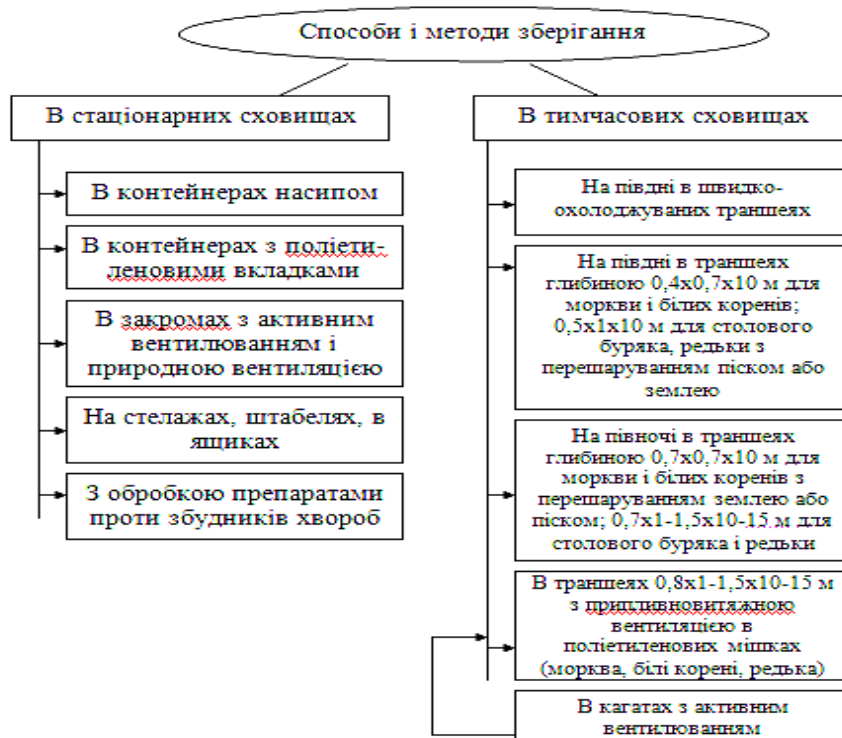 Способи і методи зберігання
В стаціонарних сховищах
В контейнерах насипом
В контейнерах з поліети-
леновими вкладками
В закромах з активним
вентилюванням і
природною вентиляцією
На стелажах, штабелях, в
ящиках
З обробкою препаратами
проти збудників хвороб
В тимчасових сховищах
На півдні в швидко-
охолоджуваних траншеях
На півдні в траншеях
глибиною 0,4х0,7х10 м для
моркви і білих коренів;
0,5х1х10 м для столового
буряка, редьки з
перешаруванням піском або
землею
На півночі в траншеях
глибиною 0,7х0,7х10 м для
моркви і білих коренів з
перешаруванням землею або
піском; 0,7х1-1,5х10-15 м для
столового буряка і редьки
В траншеях 0,8х1-1,5х10-15 м
з припливновитяжною
вентиляцією в
поліетиленових мішках
(морква, білі корені, редька)
В кагатах з активним
вентилюванням